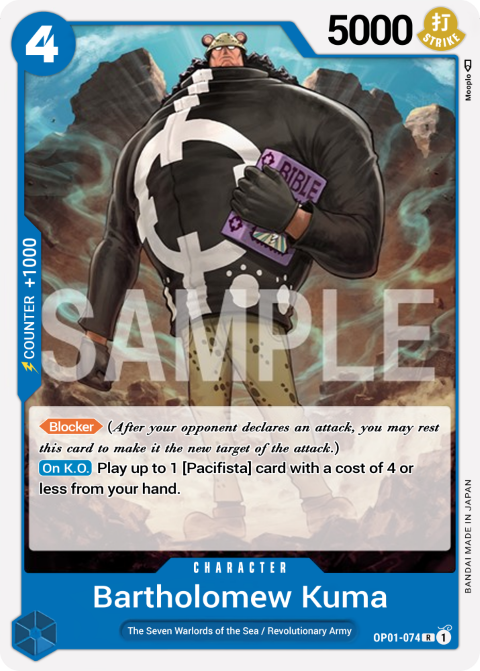 4
5000
打
STRIKE
Mooplo
COUNTER +1000
BIBLE
SAMPLE
Blocker (After your opponent declares an attack, you may rest
this card to make it the new target of the attack.)
On K.O. Play up to 1 [Pacifista] card with a cost of 4 or
less from your hand.
BANDAI MADE IN JAPAN
CHARACTER
Bartholomew Kuma
The Seven Warlords of the Sea / Revolutionary Army
OP01-074 R 1